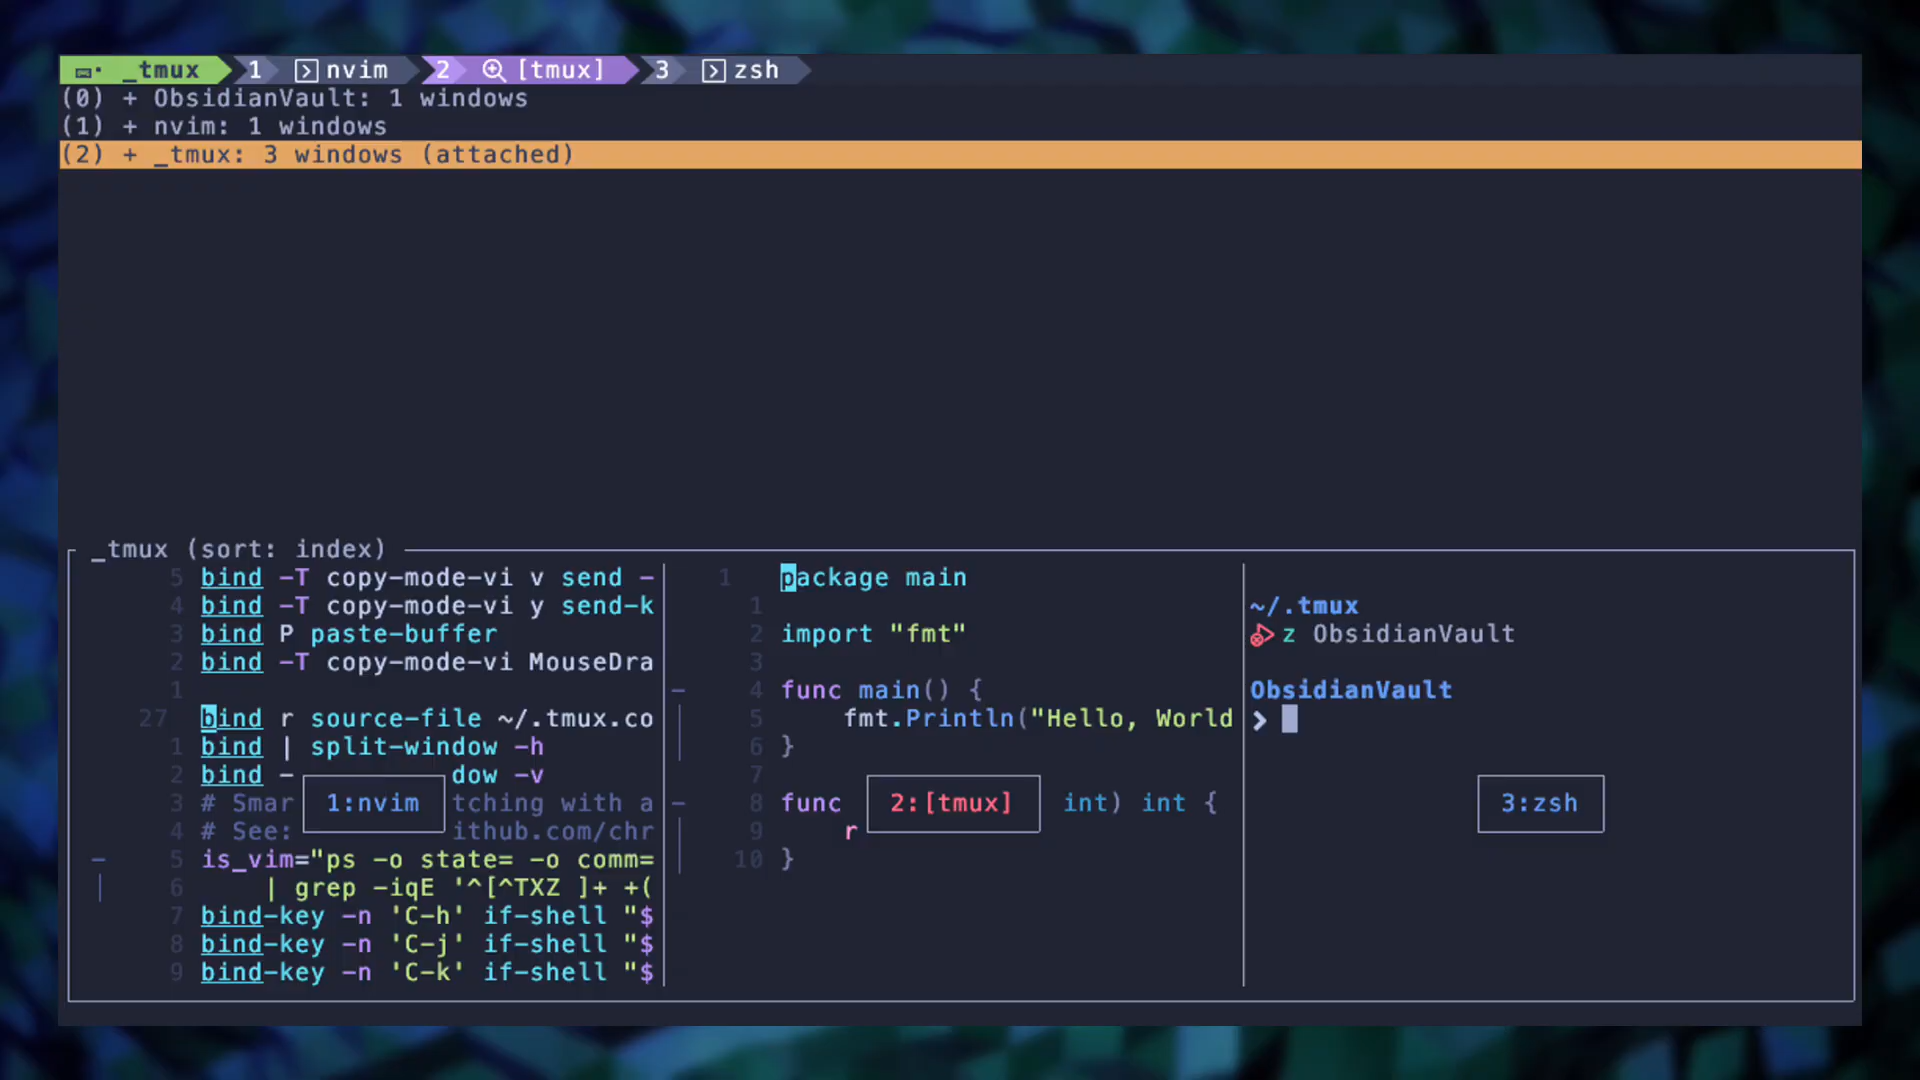 _tmux 1 nvim 2 [tmux] 3 zsh
(0) + ObsidianVault: 1 windows
(1) + nvim: 1 windows
(2) + _tmux: 3 windows (attached)
_tmux (sort: index)
5 bind -T copy-mode-vi v send -
4 bind -T copy-mode-vi y send-k
3 bind P paste-buffer
2 bind -T copy-mode-vi MouseDra
1
27 bind r source-file ~/.tmux.co
1 bind | split-window -h
2 bind - dow -v
3 # Smar tching with a
4 # See: ithub.com/chr
5 is_vim="ps -o state= -o comm=
6 | grep -iqE '^[^TXZ ]+ +(
7 bind-key -n 'C-h' if-shell "$
8 bind-key -n 'C-j' if-shell "$
9 bind-key -n 'C-k' if-shell "$
1:nvim
1 package main
1
2 import "fmt"
3
4 func main() {
5 fmt.Println("Hello, World
6 }
7
8 func int) int {
9 r
10 }
2:[tmux]
~/.tmux
z ObsidianVault
ObsidianVault
❯
3:zsh